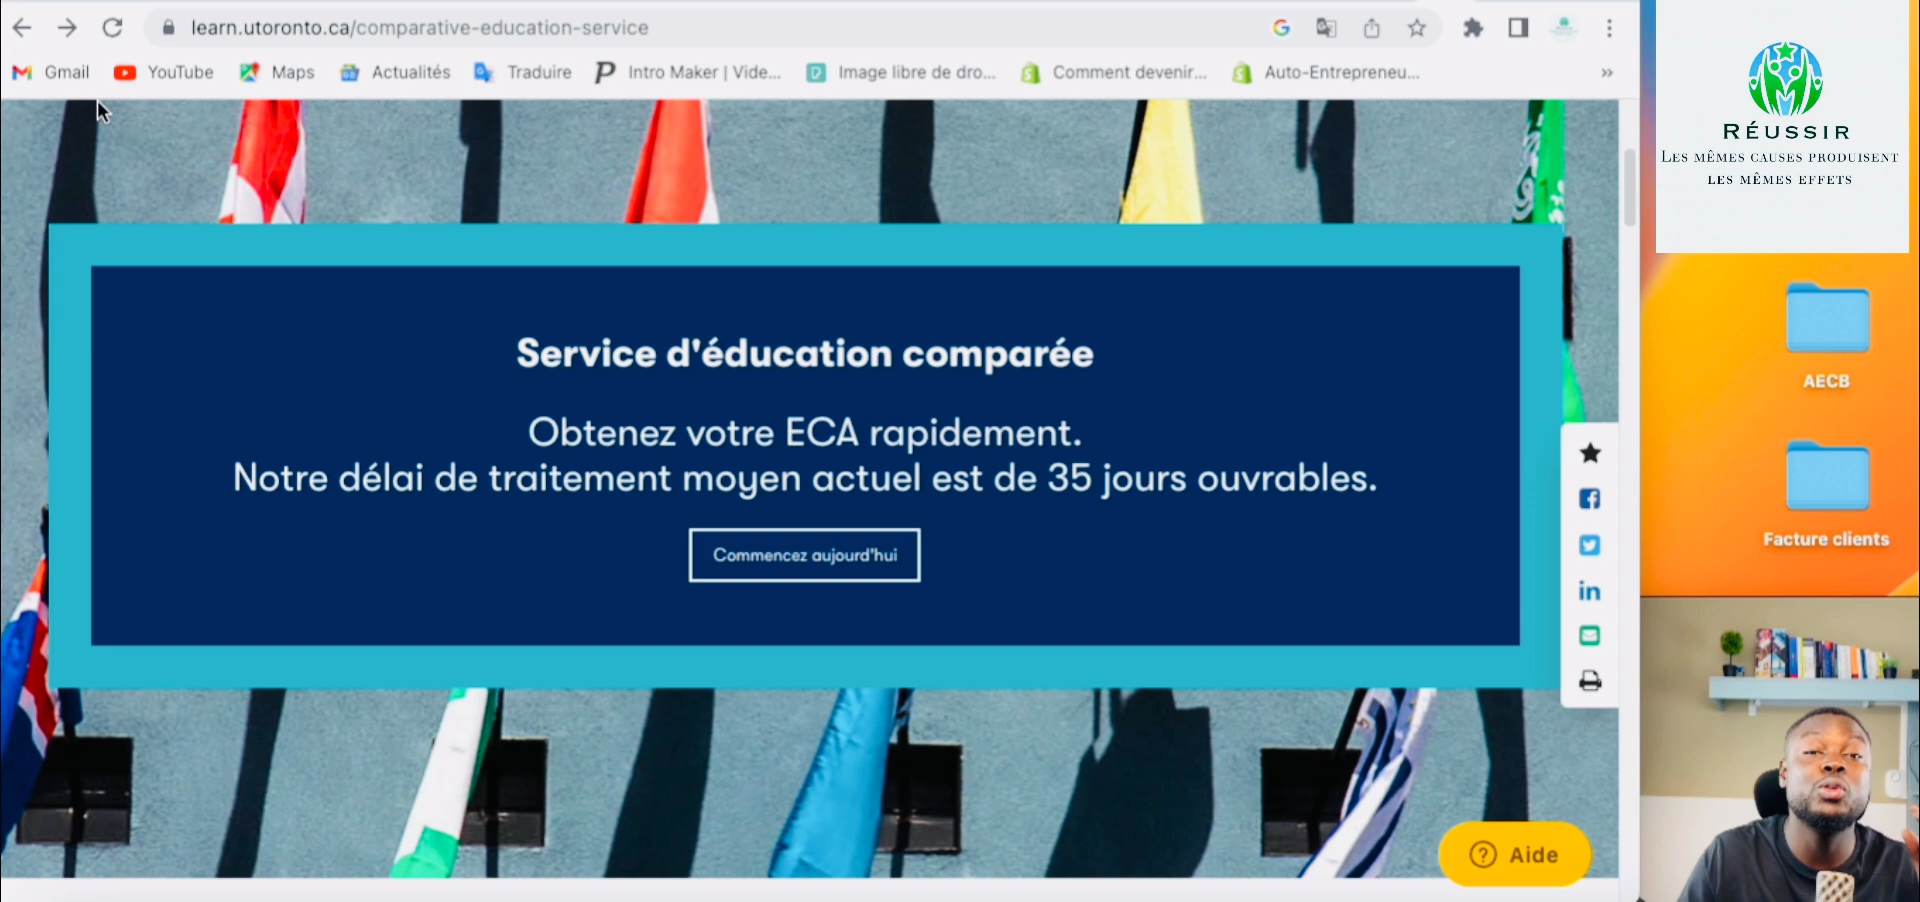 learn.utoronto.ca/comparative-education-service
Gmail
YouTube
Maps
Actualités
Traduire
Intro Maker | Vide...
Image libre de dro...
Comment devenir...
Auto-Entrepreneu...
»
RÉUSSIR
LES MÊMES CAUSES PRODUISENT
LES MÊMES EFFETS
Service d'éducation comparée
Obtenez votre ECA rapidement.
Notre délai de traitement moyen actuel est de 35 jours ouvrables.
Commencez aujourd'hui
AECB
Facture clients
Aide